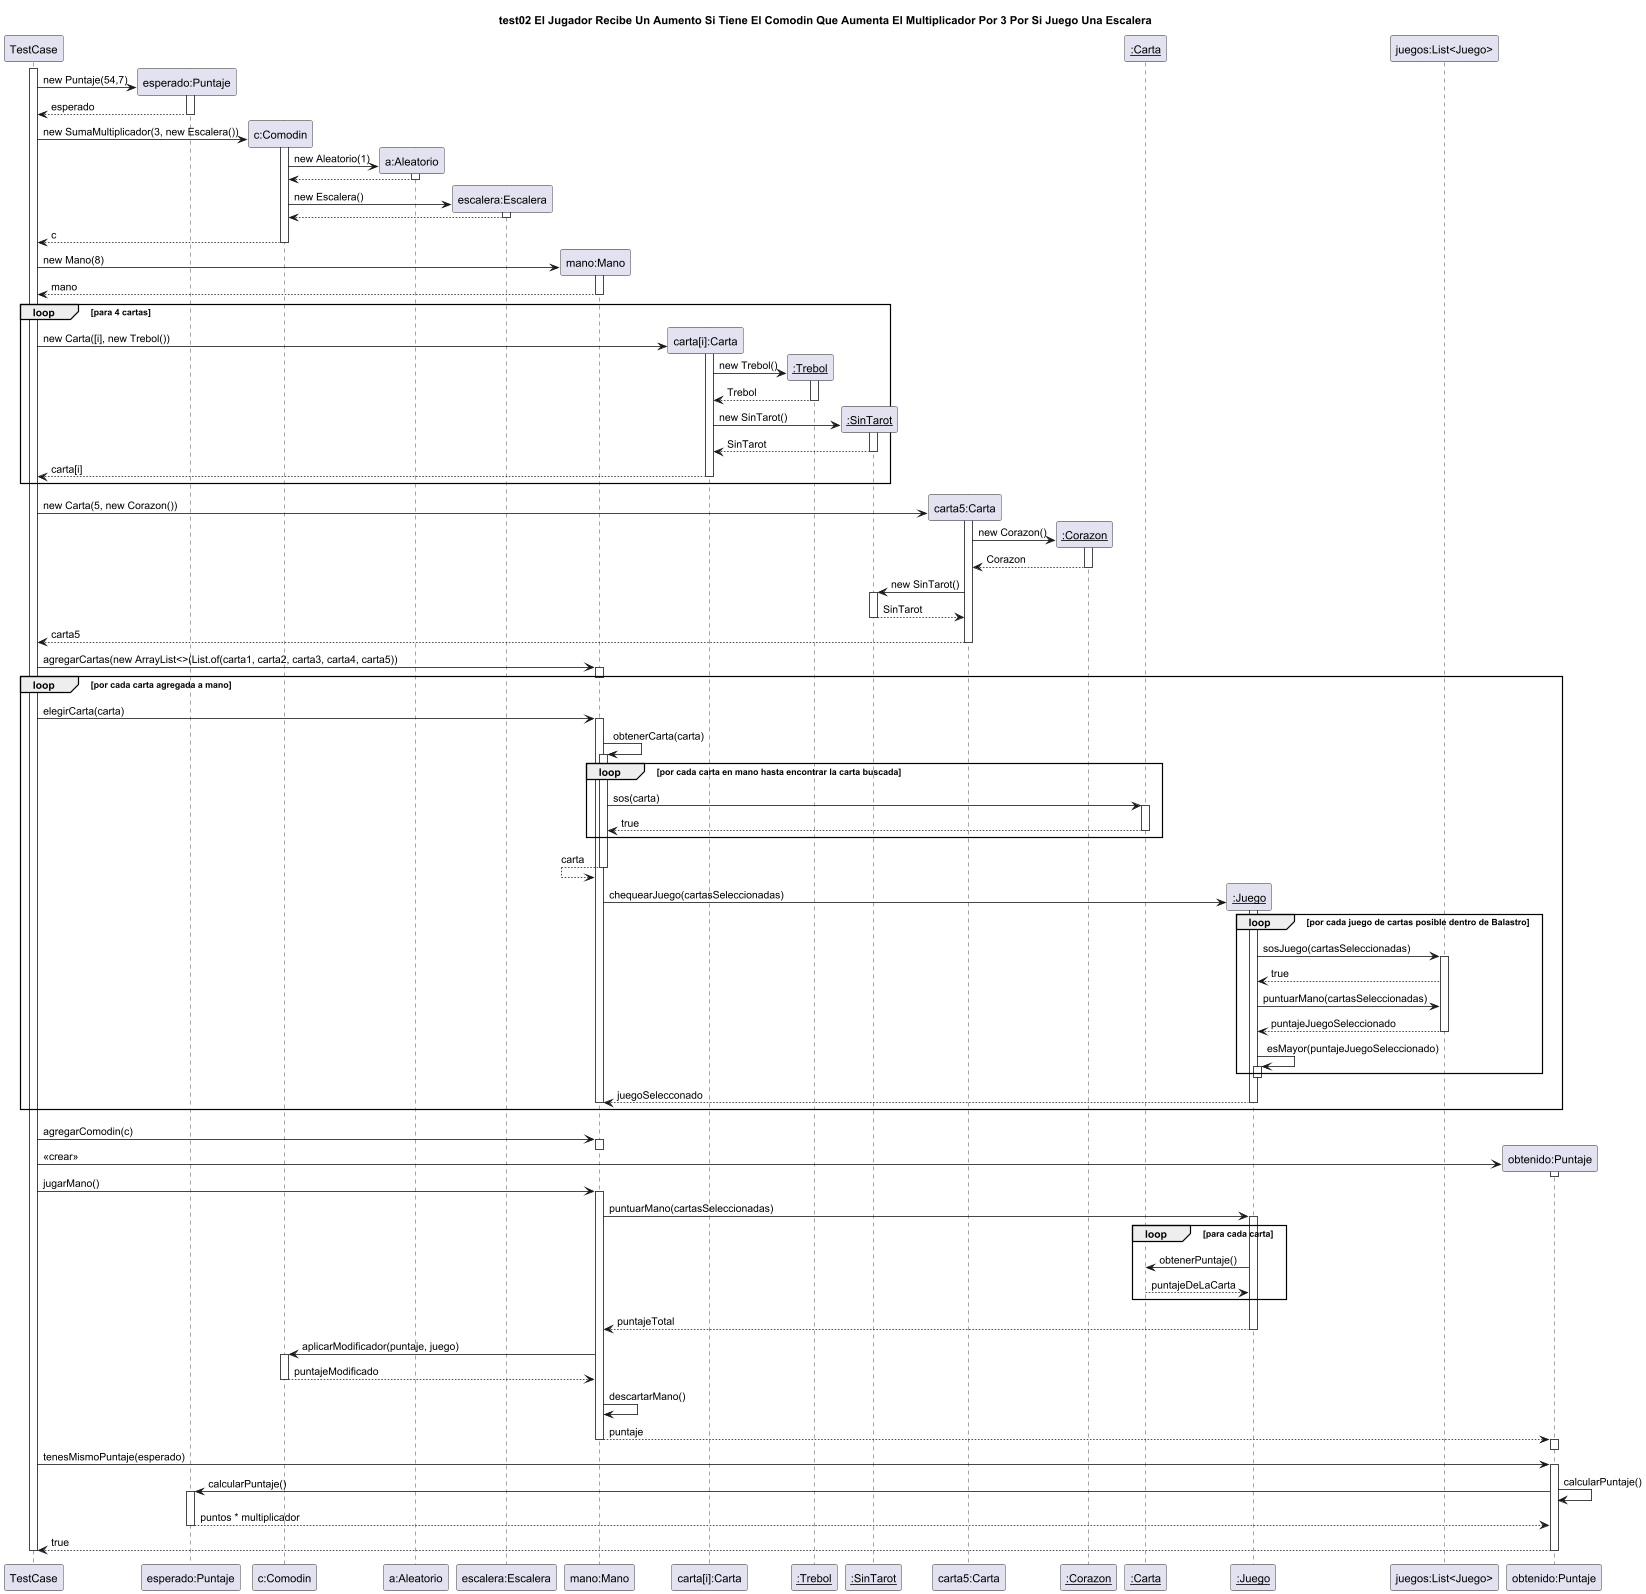 test02 El Jugador Recibe Un Aumento Si Tiene El Comodin Que Aumenta El Multiplicador Por 3 Por Si Juego Una Escalera
TestCase
:Carta
juegos:List<Juego>
new Puntaje(54,7)
esperado:Puntaje
esperado
new SumaMultiplicador(3, new Escalera())
c:Comodin
new Aleatorio(1)
a:Aleatorio
new Escalera()
escalera:Escalera
c
new Mano(8)
mano:Mano
mano
loop
[para 4 cartas]
new Carta([i], new Trebol())
carta[i]:Carta
new Trebol()
:Trebol
Trebol
new SinTarot()
:SinTarot
SinTarot
carta[i]
new Carta(5, new Corazon())
carta5:Carta
new Corazon()
:Corazon
Corazon
new SinTarot()
SinTarot
carta5
agregarCartas(new ArrayList<>(List.of(carta1, carta2, carta3, carta4, carta5))
loop
[por cada carta agregada a mano]
elegirCarta(carta)
obtenerCarta(carta)
loop
[por cada carta en mano hasta encontrar la carta buscada]
sos(carta)
true
carta
chequearJuego(cartasSeleccionadas)
:Juego
loop
[por cada juego de cartas posible dentro de Balastro]
sosJuego(cartasSeleccionadas)
true
puntuarMano(cartasSeleccionadas)
puntajeJuegoSeleccionado
esMayor(puntajeJuegoSeleccionado)
juegoSelecconado
agregarComodin(c)
«crear»
obtenido:Puntaje
jugarMano()
puntuarMano(cartasSeleccionadas)
loop
[para cada carta]
obtenerPuntaje()
puntajeDeLaCarta
puntajeTotal
aplicarModificador(puntaje, juego)
puntajeModificado
descartarMano()
puntaje
tenesMismoPuntaje(esperado)
calcularPuntaje()
calcularPuntaje()
puntos * multiplicador
true
TestCase
esperado:Puntaje
c:Comodin
a:Aleatorio
escalera:Escalera
mano:Mano
carta[i]:Carta
:Trebol
:SinTarot
carta5:Carta
:Corazon
:Carta
:Juego
juegos:List<Juego>
obtenido:Puntaje